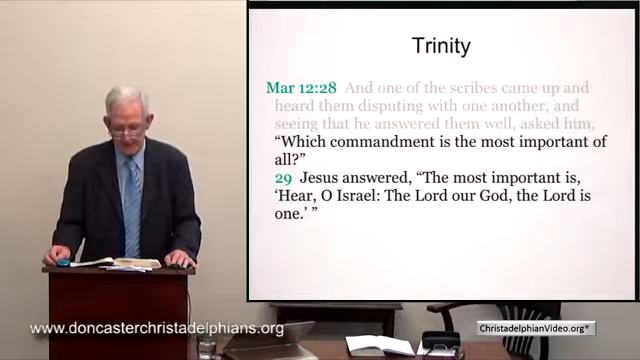 Trinity
Mar 12:28 And one of the scribes came up and
heard them disputing with one another, and
seeing that he answered them well, asked him,
“Which commandment is the most important of
all?”
29 Jesus answered, “The most important is,
‘Hear, O Israel: The Lord our God, the Lord is
one.’ ”
www.doncasterchristadelphians.org
ChristadelphianVideo.org*